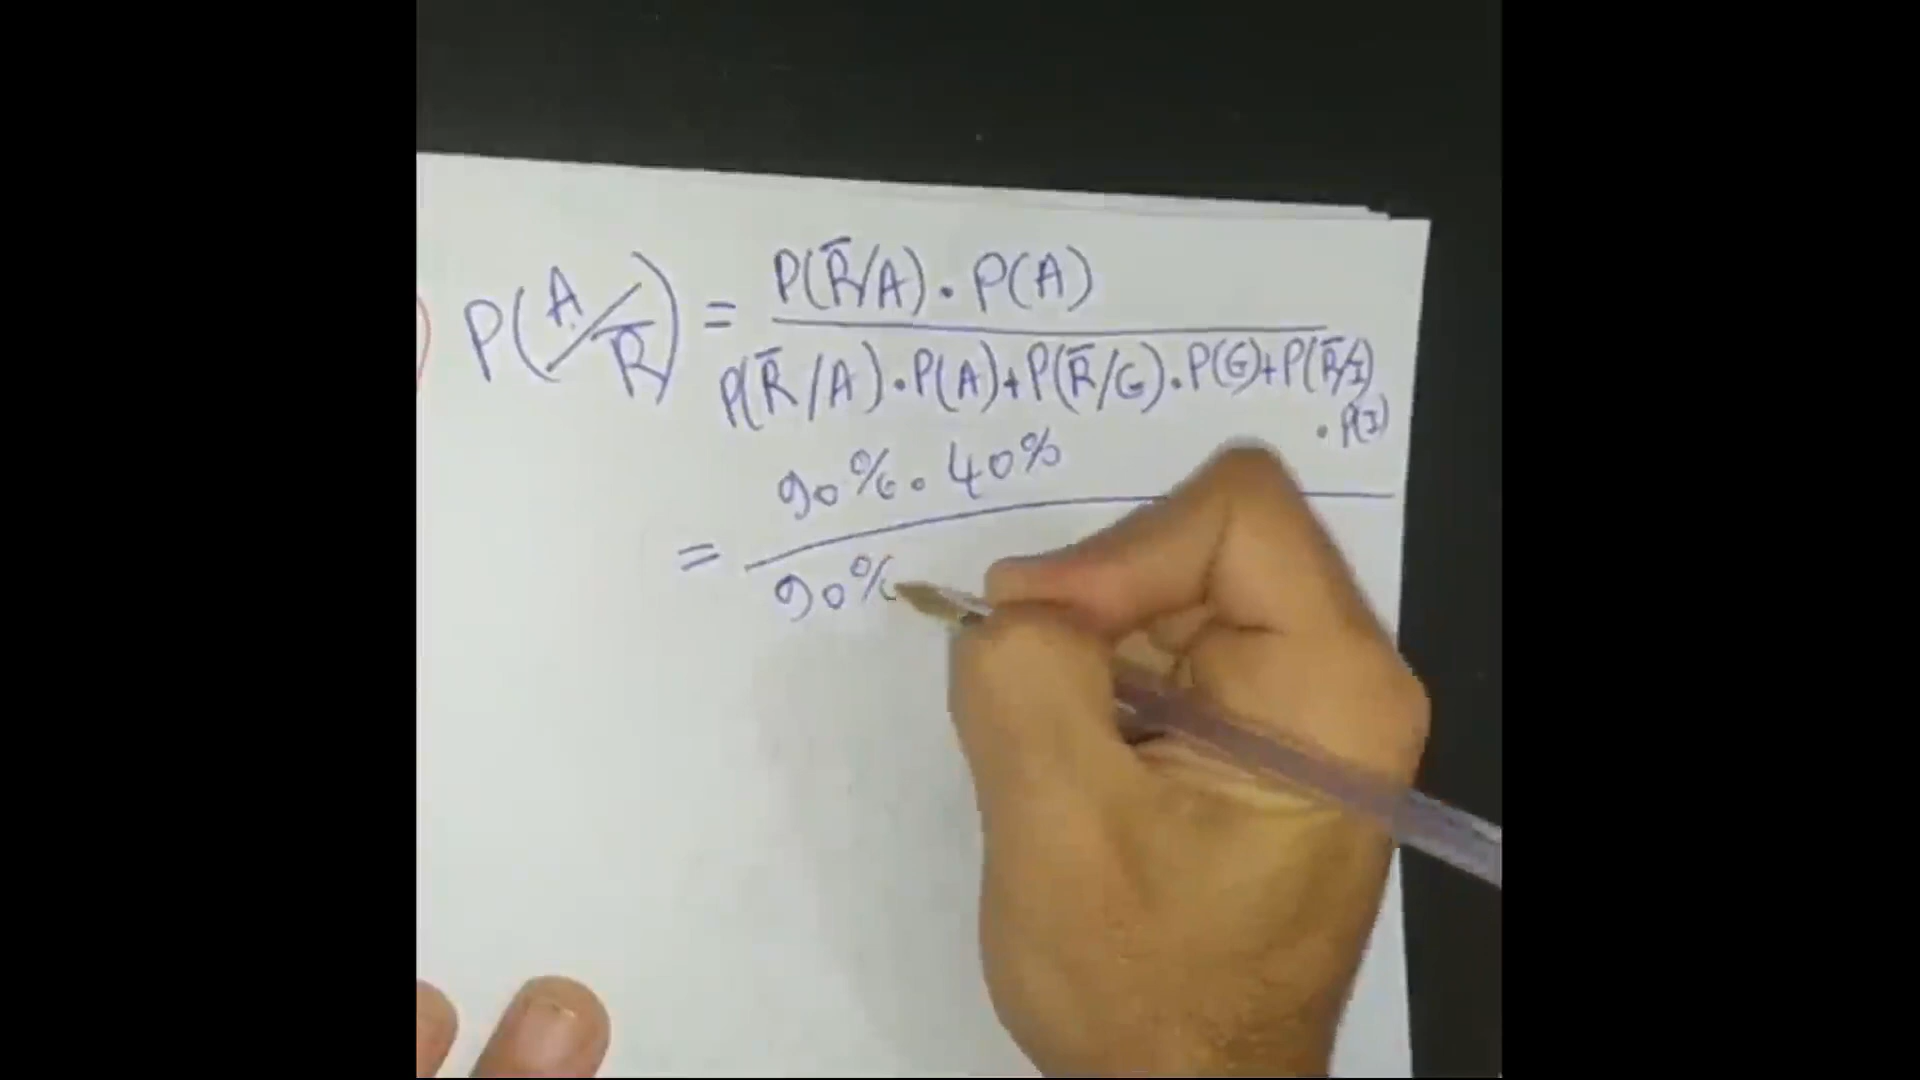 P(A/R̄) = P(R̄/A) · P(A)
P(R̄/A) · P(A) + P(R̄/G) · P(G) + P(R̄/I)
· P(I)
90% · 40%
=
90%